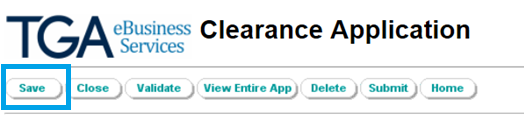 TGA eBusiness Services Clearance Application
Save Close Validate View Entire App Delete Submit Home